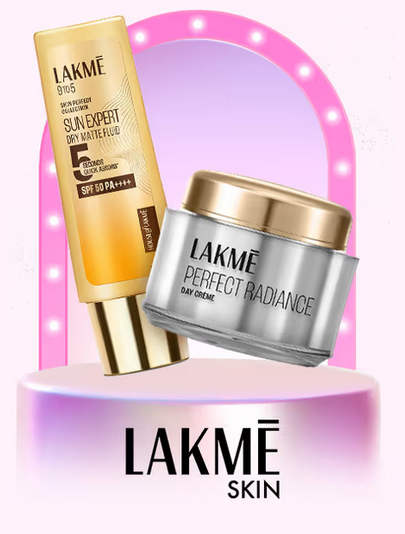 LAKMĒ
9to5
SKIN PERFECT
COLLECTION
SUN EXPERT
DRY MATTE FLUID
5 SECONDS
QUICK ABSORB*
SPF 50 PA++++
LAKMĒ
PERFECT RADIANCE
DAY CRÈME
LAKMĒ
SKIN